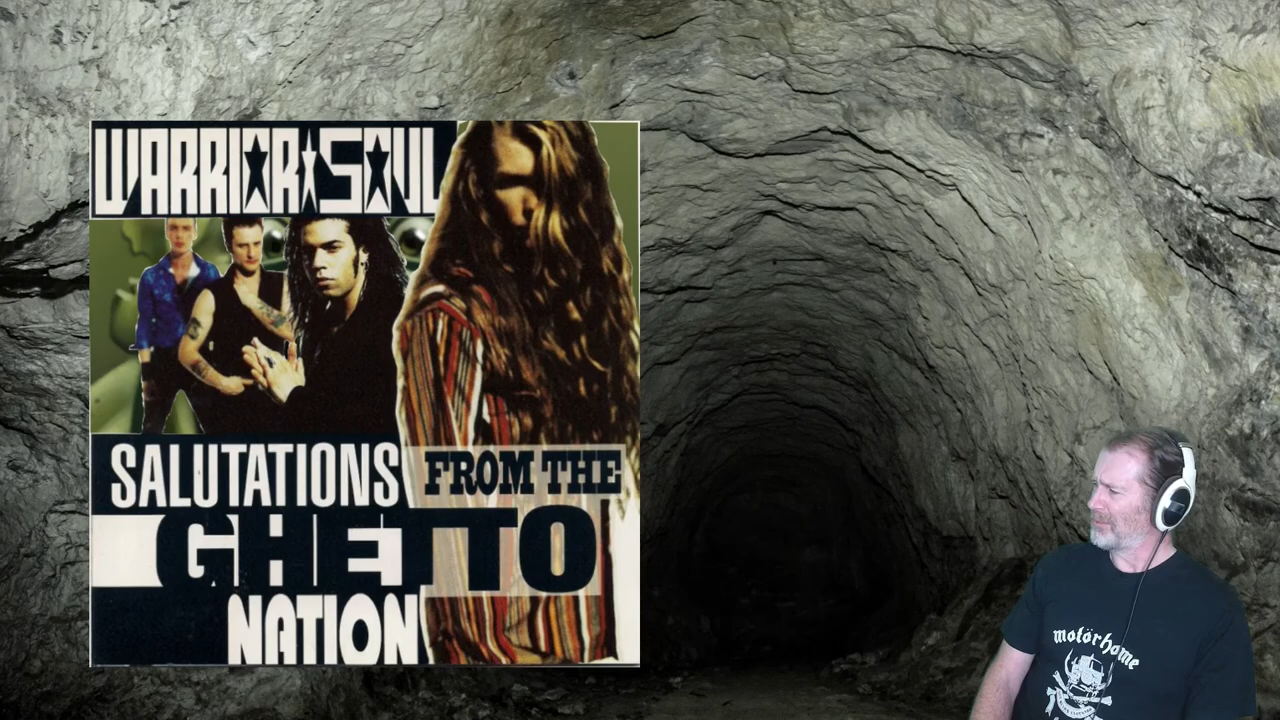 WARRIOR SOUL
SALUTATIONS FROM THE
GHETTO
NATION
motörhome